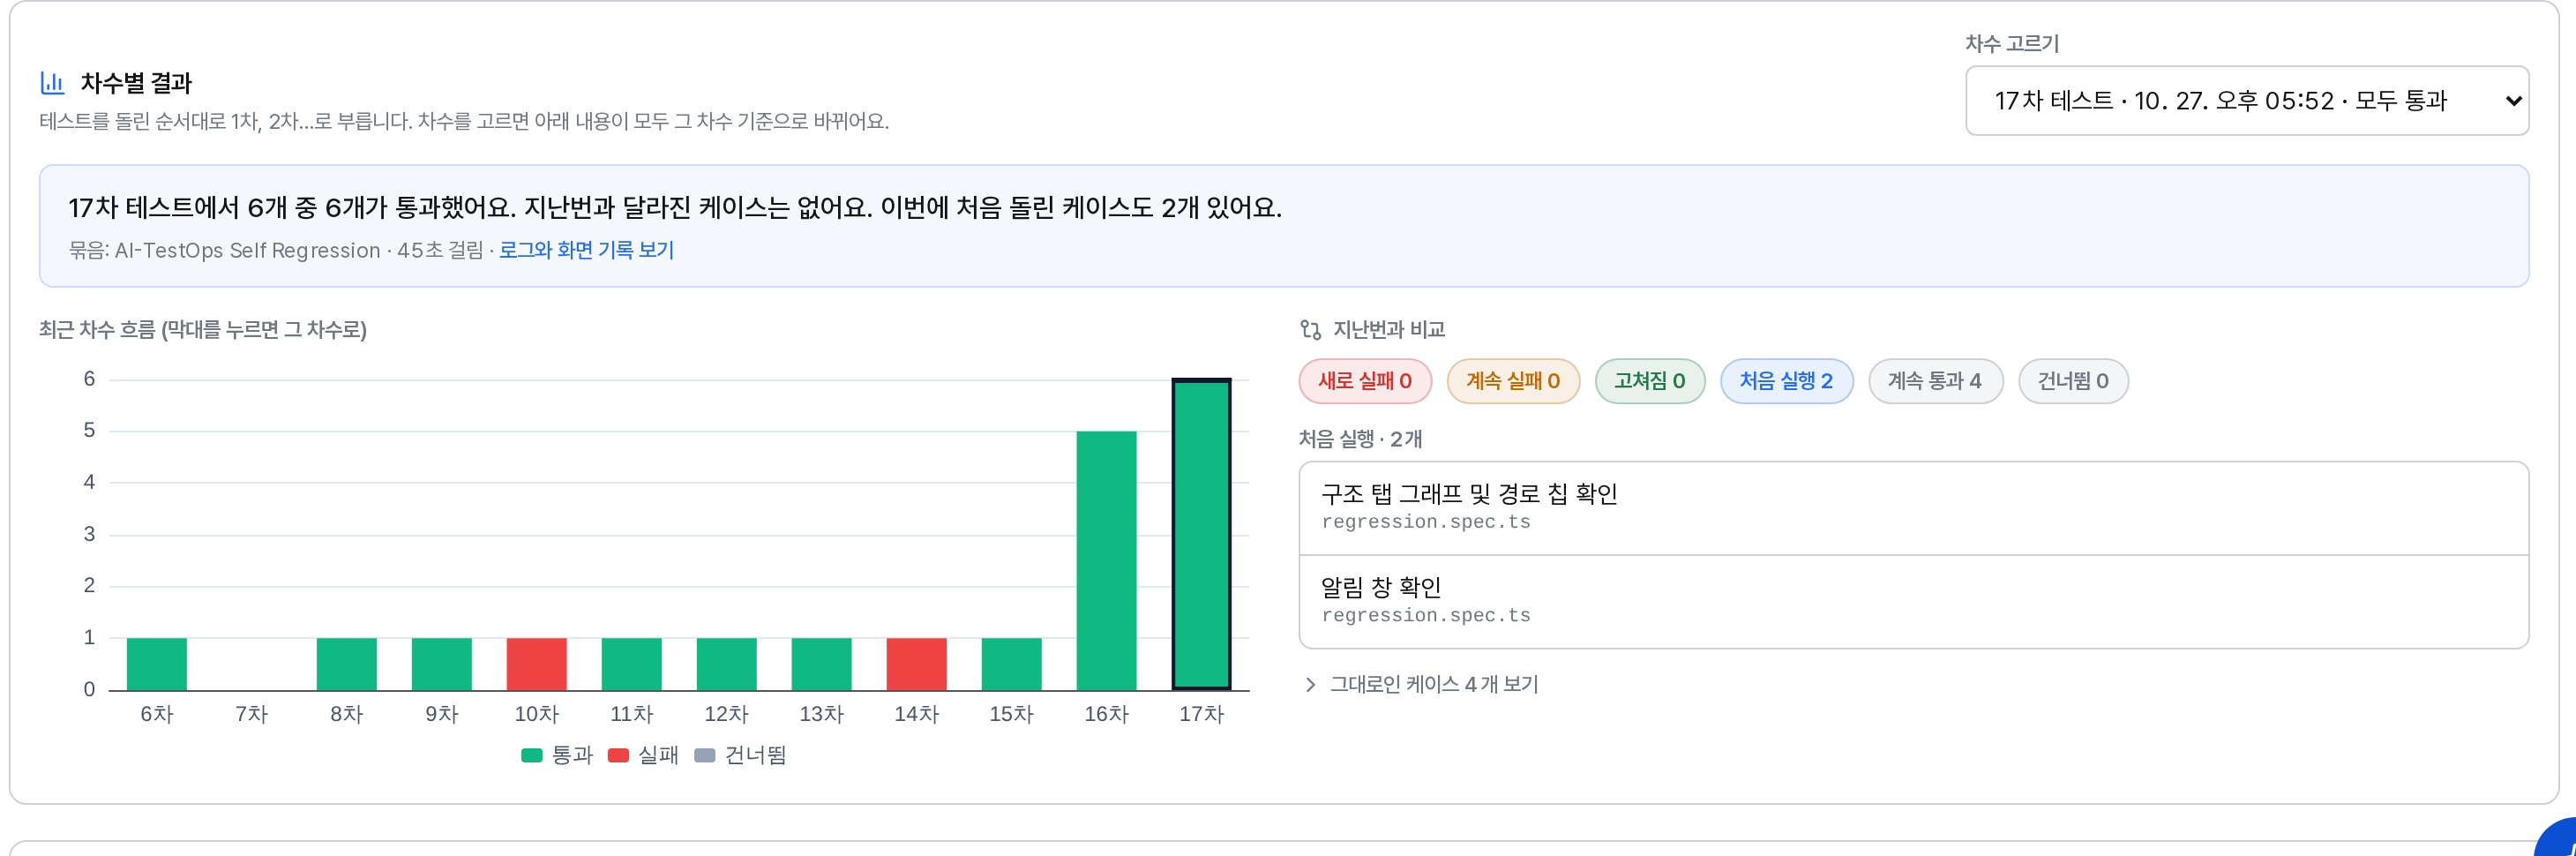 차수 고르기
차수별 결과
17차 테스트 · 10. 27. 오후 05:52 · 모두 통과
테스트를 돌린 순서대로 1차, 2차...로 부릅니다. 차수를 고르면 아래 내용이 모두 그 차수 기준으로 바뀌어요.
17차 테스트에서 6개 중 6개가 통과했어요. 지난번과 달라진 케이스는 없어요. 이번에 처음 돌린 케이스도 2개 있어요.
묶음: AI-TestOps Self Regression · 45초 걸림 · 로그와 화면 기록 보기
최근 차수 흐름 (막대를 누르면 그 차수로)
6
5
4
3
2
1
0
6차 7차 8차 9차 10차 11차 12차 13차 14차 15차 16차 17차
통과 실패 건너뜀
지난번과 비교
새로 실패 0 계속 실패 0 고쳐짐 0 처음 실행 2 계속 통과 4 건너뜀 0
처음 실행 · 2개
구조 탭 그래프 및 경로 칩 확인
regression.spec.ts
알림 창 확인
regression.spec.ts
그대로인 케이스 4개 보기